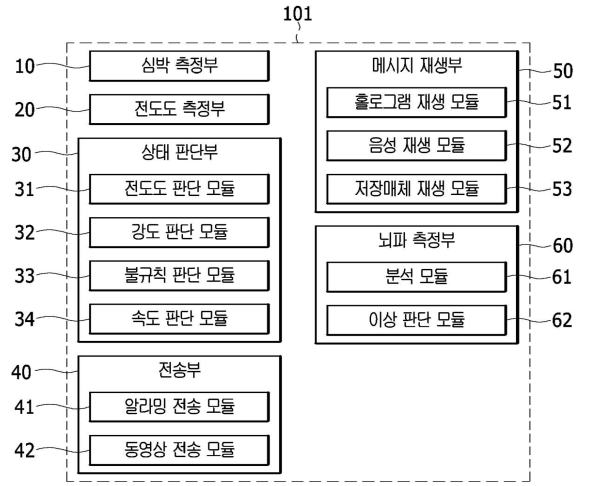 101
10 심박 측정부
20 전도도 측정부
30 상태 판단부
31 전도도 판단 모듈
32 강도 판단 모듈
33 불규칙 판단 모듈
34 속도 판단 모듈
40 전송부
41 알라밍 전송 모듈
42 동영상 전송 모듈
메시지 재생부 50
홀로그램 재생 모듈 51
음성 재생 모듈 52
저장매체 재생 모듈 53
뇌파 측정부 60
분석 모듈 61
이상 판단 모듈 62